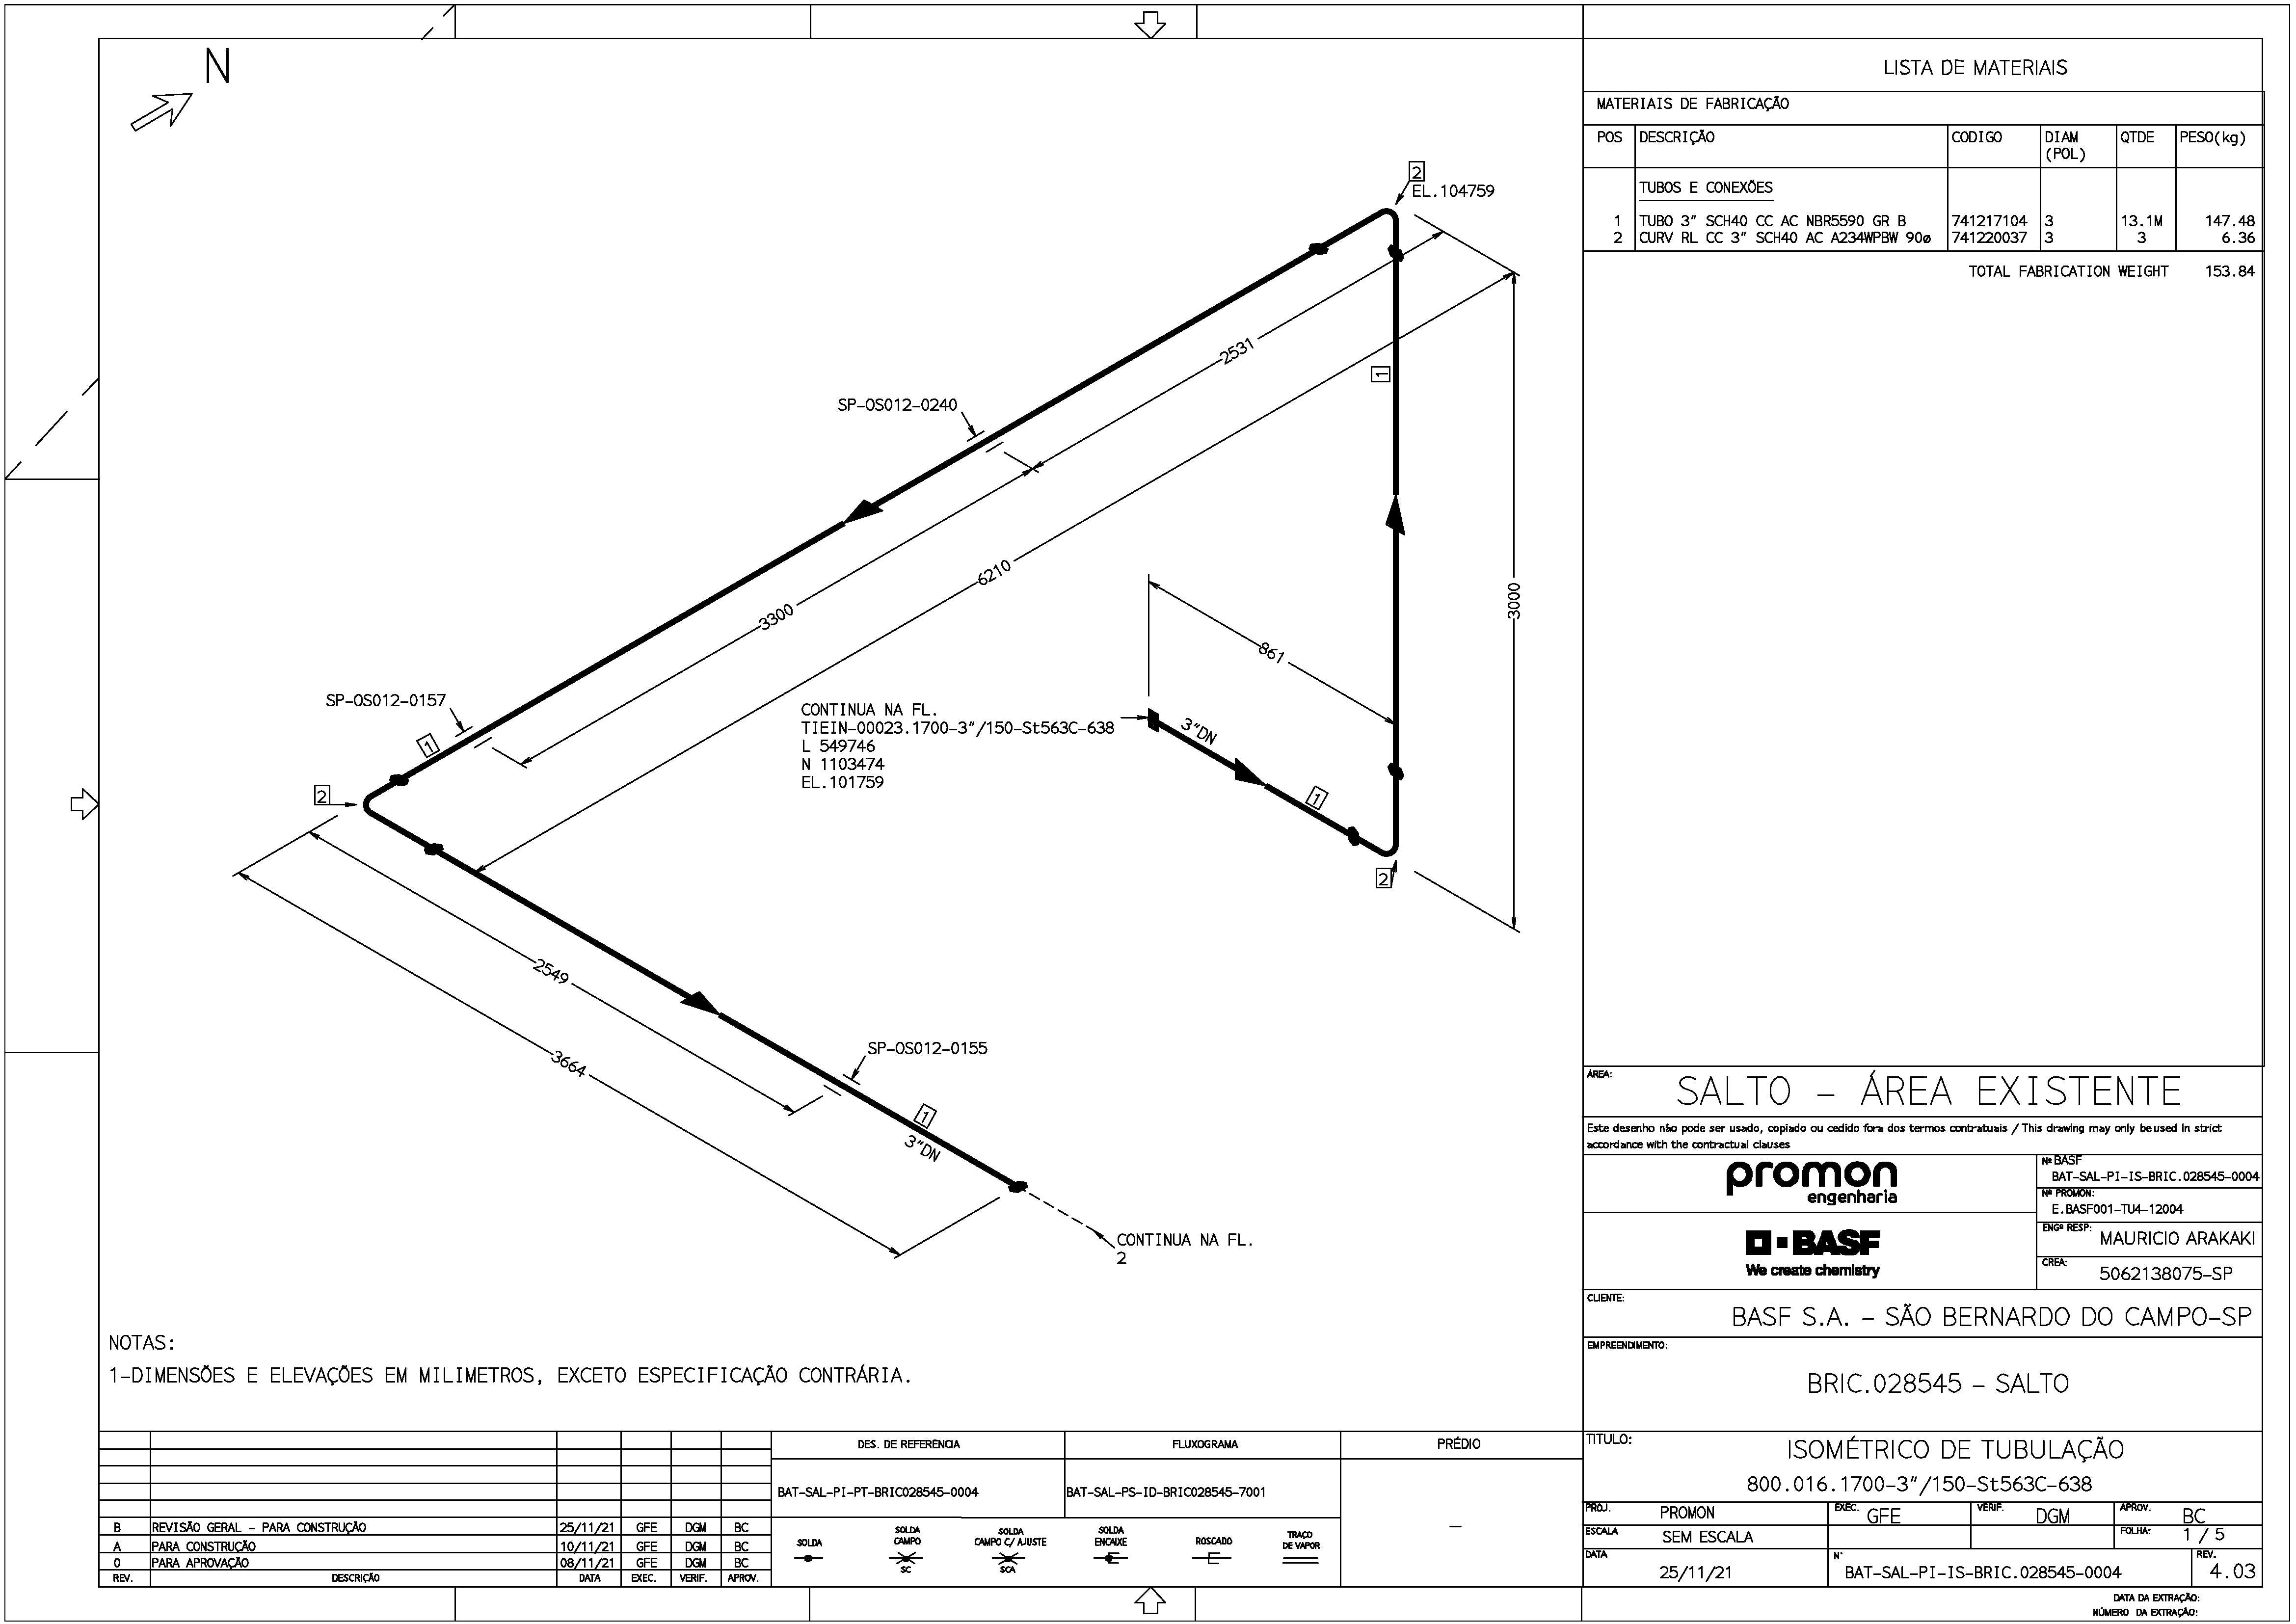 N
2
EL.104759
2531
1
SP-OS012-0240
6210
3300
3000
861
SP-OS012-0157
1
CONTINUA NA FL.
TIEIN-00023.1700-3"/150-St563C-638
L 549746
N 1103474
EL.101759
3"DN
1
2
2
2549
3664
SP-OS012-0155
1
3"DN
CONTINUA NA FL.
2
NOTAS:
1-DIMENSÕES E ELEVAÇÕES EM MILIMETROS, EXCETO ESPECIFICAÇÃO CONTRÁRIA.
LISTA DE MATERIAIS
MATERIAIS DE FABRICAÇÃO
POS DESCRIÇÃO CODIGO DIAM (POL) QTDE PESO(kg)
TUBOS E CONEXÕES
1 TUBO 3" SCH40 CC AC NBR5590 GR B 741217104 3 13.1M 147.48
2 CURV RL CC 3" SCH40 AC A234WPBW 90ø 741220037 3 3 6.36
TOTAL FABRICATION WEIGHT 153.84
ÁREA:
SALTO - ÁREA EXISTENTE
Este desenho não pode ser usado, copiado ou cedido fora dos termos contratuais / This drawing may only be used in strict
accordance with the contractual clauses
promon
engenharia
Nº BASF
BAT-SAL-PI-IS-BRIC.028545-0004
Nº PROMON:
E.BASF001-TU4-12004
BASF
We create chemistry
ENGº RESP:
MAURICIO ARAKAKI
CREA:
5062138075-SP
CLIENTE:
BASF S.A. - SÃO BERNARDO DO CAMPO-SP
EMPREENDIMENTO:
BRIC.028545 - SALTO
TITULO:
ISOMÉTRICO DE TUBULAÇÃO
800.016.1700-3"/150-St563C-638
PROJ. PROMON EXEC. GFE VERIF. DGM APROV. BC
ESCALA SEM ESCALA FOLHA: 1 / 5
DATA 25/11/21 N° BAT-SAL-PI-IS-BRIC.028545-0004 REV. 4.03
DATA DA EXTRAÇÃO:
NÚMERO DA EXTRAÇÃO:
B REVISÃO GERAL - PARA CONSTRUÇÃO 25/11/21 GFE DGM BC
A PARA CONSTRUÇÃO 10/11/21 GFE DGM BC
0 PARA APROVAÇÃO 08/11/21 GFE DGM BC
REV. DESCRIÇÃO DATA EXEC. VERIF. APROV.
DES. DE REFERÊNCIA FLUXOGRAMA PRÉDIO
BAT-SAL-PI-PT-BRIC028545-0004 BAT-SAL-PS-ID-BRIC028545-7001 -
SOLDA
SOLDA CAMPO
SC
SOLDA CAMPO C/ AJUSTE
SCA
SOLDA ENCAIXE
ROSCADO
TRAÇO DE VAPOR